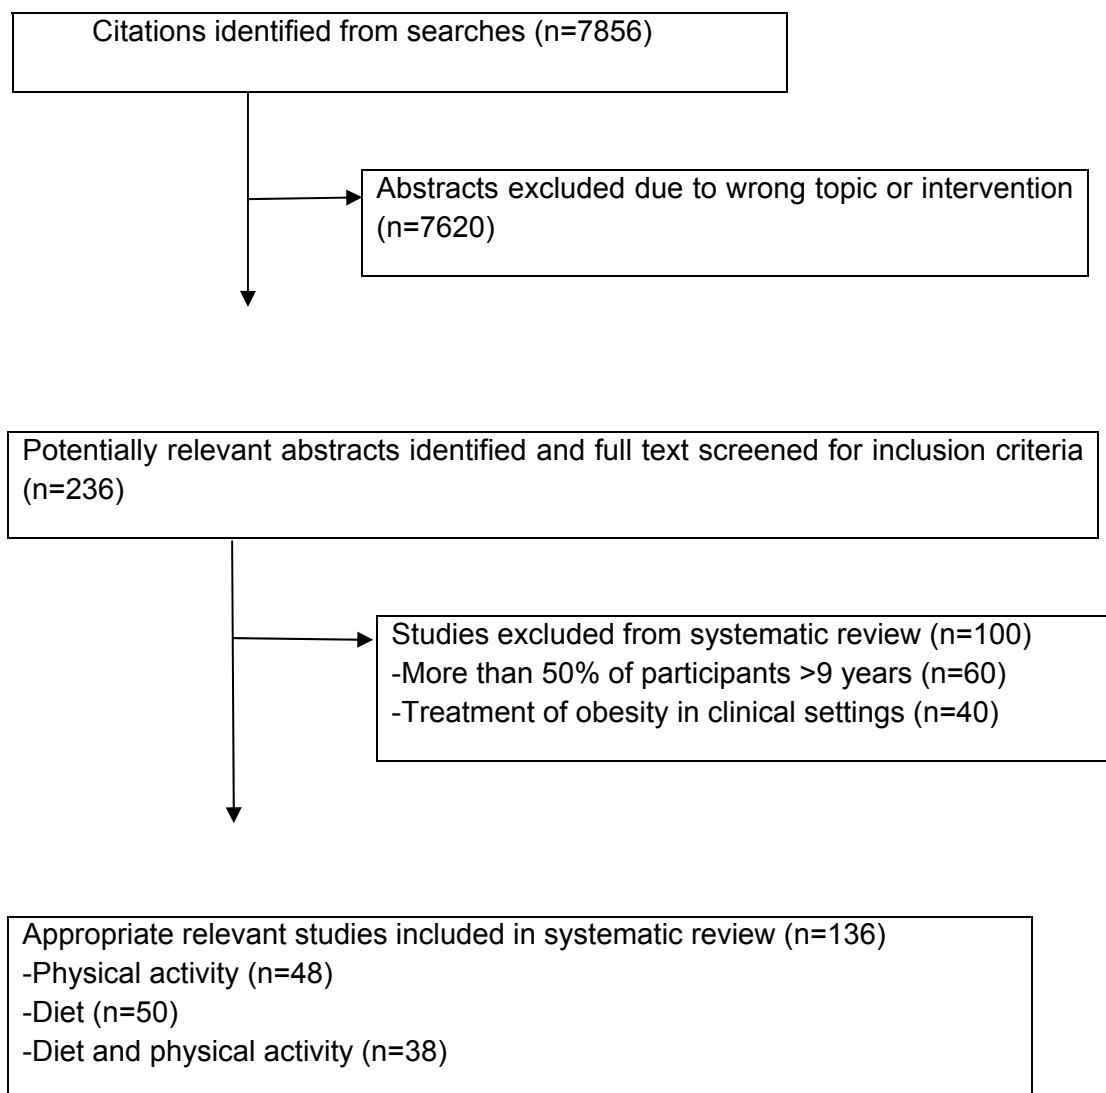 Citations identified from searches (n=7856)
Abstracts excluded due to wrong topic or intervention
(n=7620)
Potentially relevant abstracts identified and full text screened for inclusion criteria
(n=236)
Studies excluded from systematic review (n=100)
-More than 50% of participants >9 years (n=60)
-Treatment of obesity in clinical settings (n=40)
Appropriate relevant studies included in systematic review (n=136)
-Physical activity (n=48)
-Diet (n=50)
-Diet and physical activity (n=38)